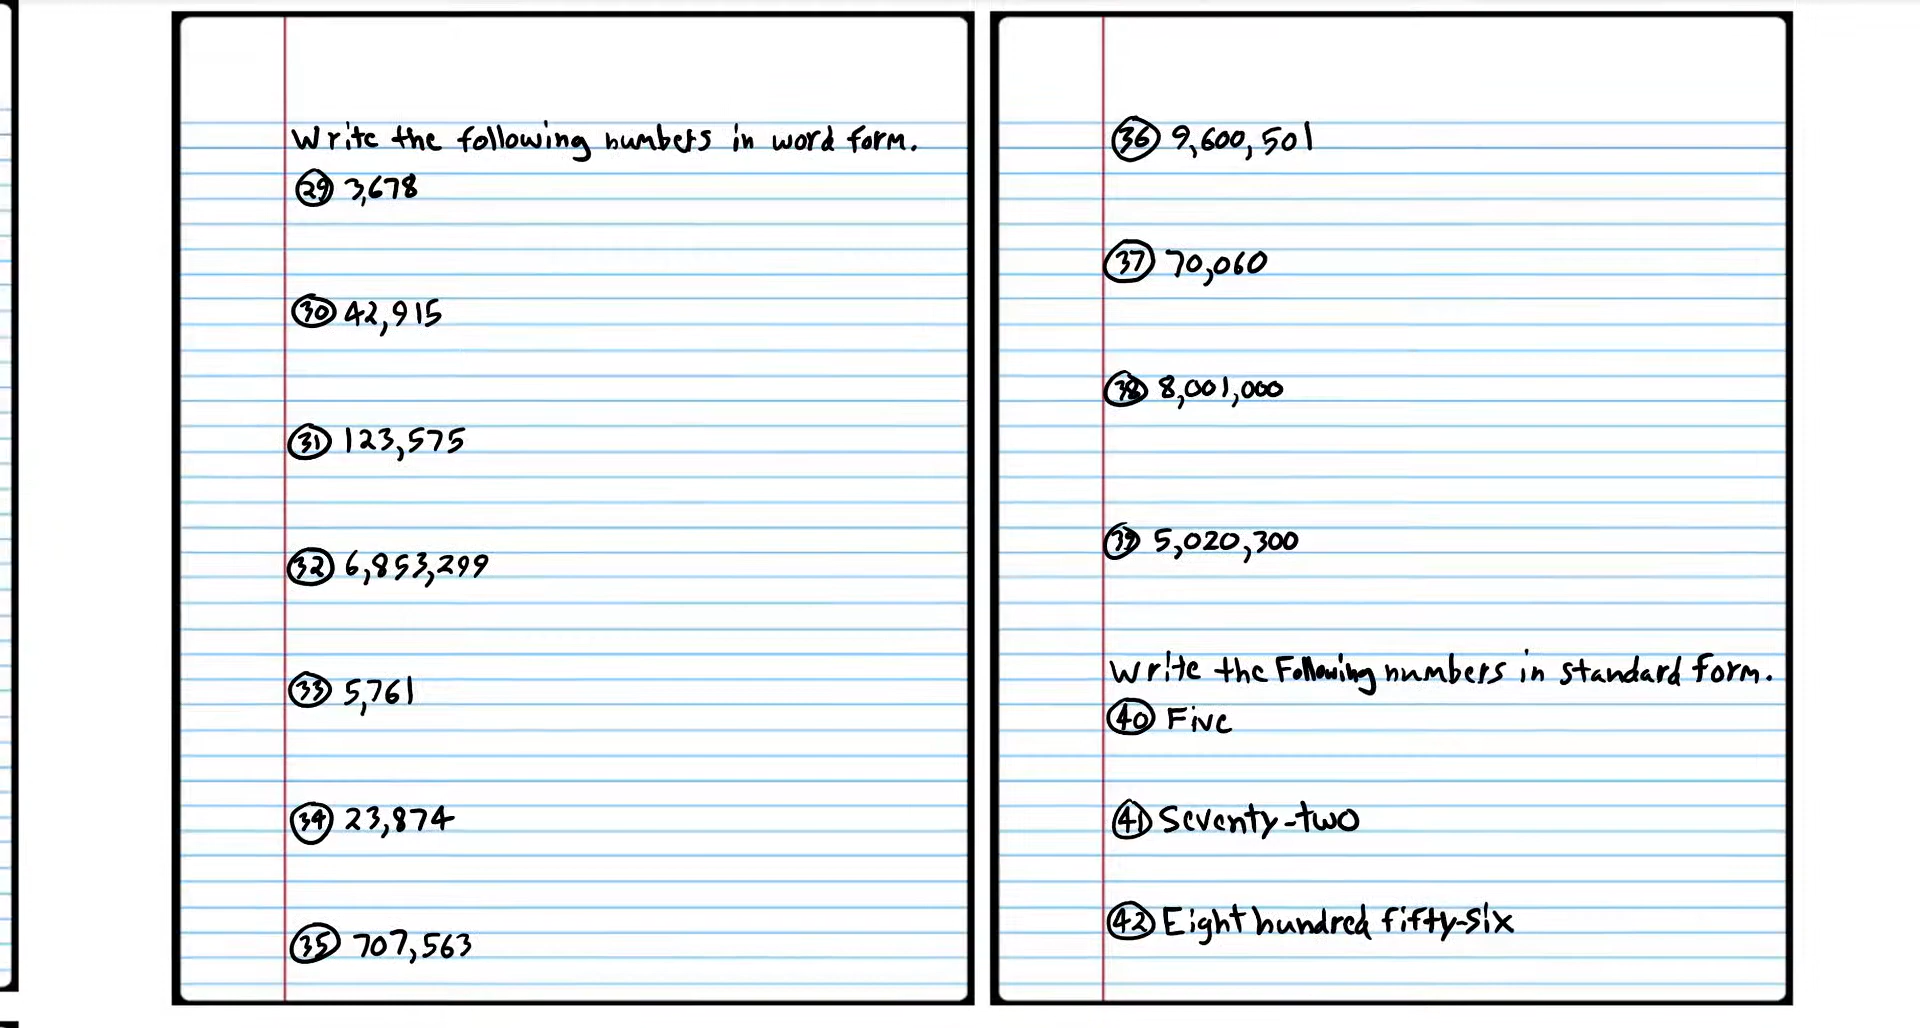 Write the following numbers in word form.
29 3,678
30 42,915
31 123,575
32 6,853,299
33 5,761
34 23,874
35 707,563
36 9,600,501
37 70,060
38 8,001,000
39 5,020,300
Write the Following numbers in standard form.
40 Five
41 Seventy-two
42 Eight hundred fifty-six